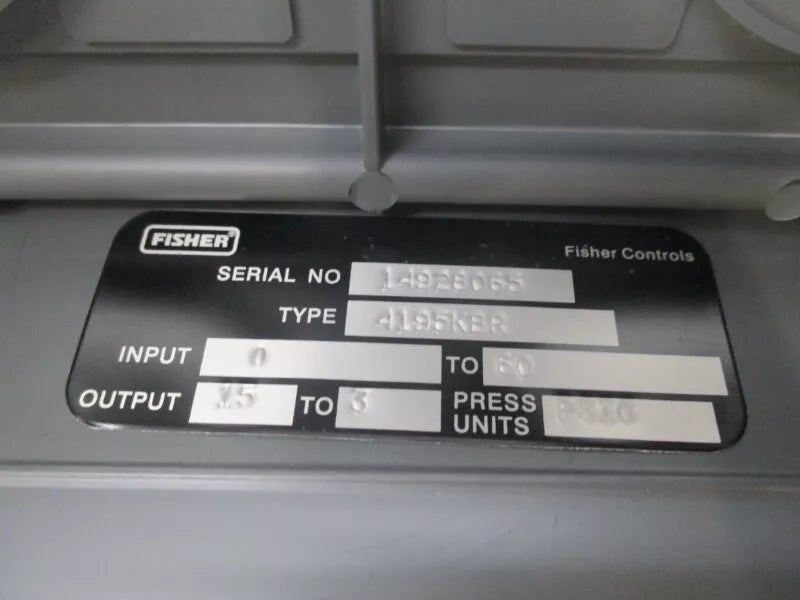 FISHER®
Fisher Controls
SERIAL NO 14928065
TYPE 4195KBR
INPUT 0 TO 60
OUTPUT 15 TO 3 PRESS UNITS PSIG